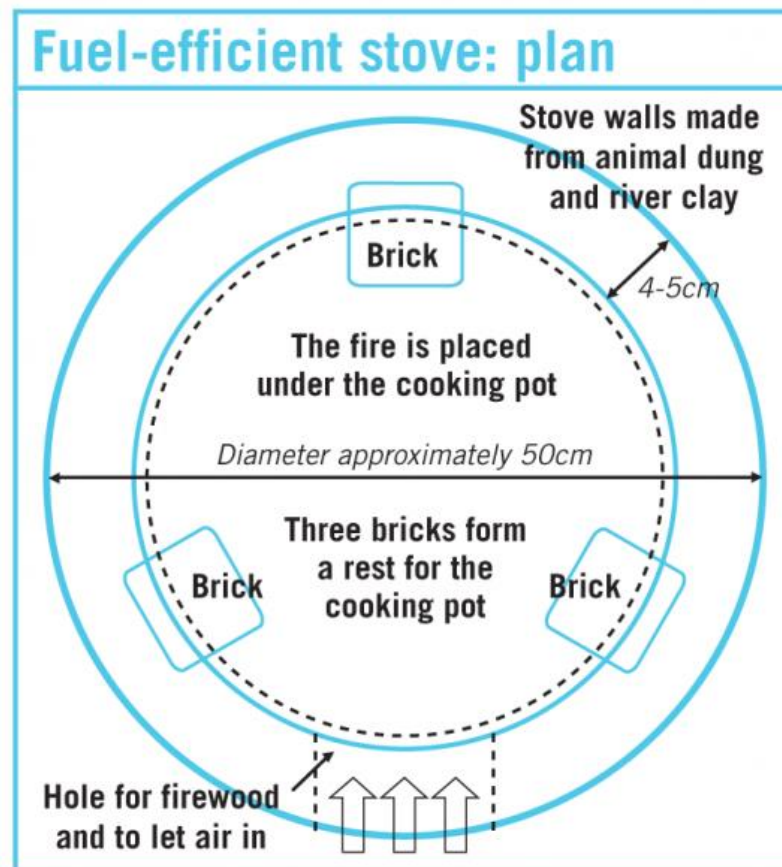 Fuel-efficient stove: plan
Stove walls made
from animal dung
and river clay
4-5cm
Brick
The fire is placed
under the cooking pot
Diameter approximately 50cm
Three bricks form
a rest for the
cooking pot
Brick
Brick
Hole for firewood
and to let air in